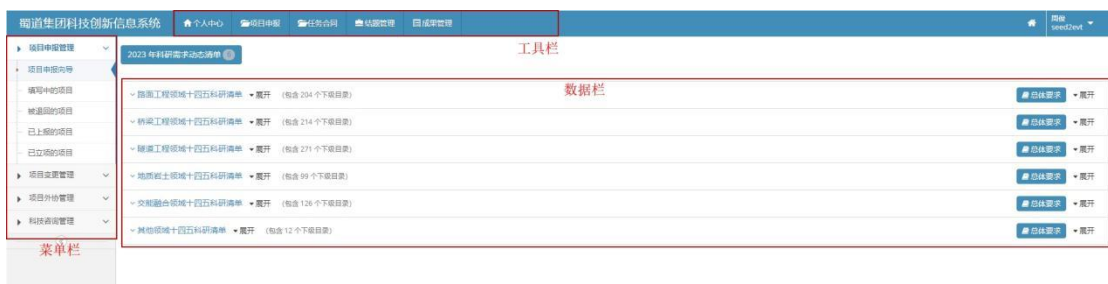 蜀道集团科技创新信息系统 个人中心 项目申报 任务合同 结题管理 成果管理 周俊
seed2evt
工具栏
项目申报管理
2023 年科研需求动态清单
项目申报向导
填写中的项目
被退回的项目
已上报的项目
已立项的项目
项目变更管理
项目外协管理
科技咨询管理
菜单栏
数据栏
路面工程领域十四五科研清单 展开 (包含 204 个下级目录) 总体要求 展开
桥梁工程领域十四五科研清单 展开 (包含 214 个下级目录) 总体要求 展开
隧道工程领域十四五科研清单 展开 (包含 271 个下级目录) 总体要求 展开
地质岩土领域十四五科研清单 展开 (包含 99 个下级目录) 总体要求 展开
交能融合领域十四五科研清单 展开 (包含 126 个下级目录) 总体要求 展开
其他领域十四五科研清单 展开 (包含 12 个下级目录) 总体要求 展开